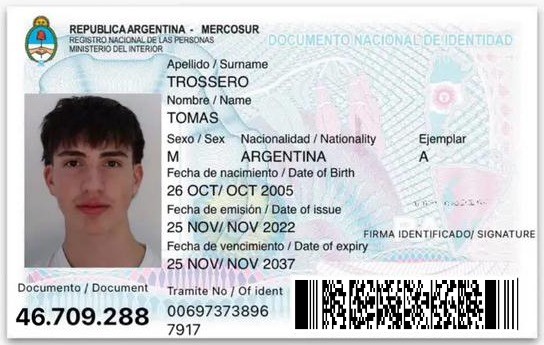 REPUBLICA ARGENTINA - MERCOSUR
REGISTRO NACIONAL DE LAS PERSONAS
MINISTERIO DEL INTERIOR
DOCUMENTO NACIONAL DE IDENTIDAD
Apellido / Surname
TROSSERO
Nombre / Name
TOMAS
Sexo / Sex Nacionalidad / Nationality Ejemplar
M ARGENTINA A
Fecha de nacimiento / Date of Birth
26 OCT/ OCT 2005
Fecha de emisión / Date of issue
25 NOV/ NOV 2022
FIRMA IDENTIFICADO/ SIGNATURE
Fecha de vencimiento / Date of expiry
25 NOV/ NOV 2037
Documento / Document
46.709.288
Tramite No / Of ident
00697373896
7917